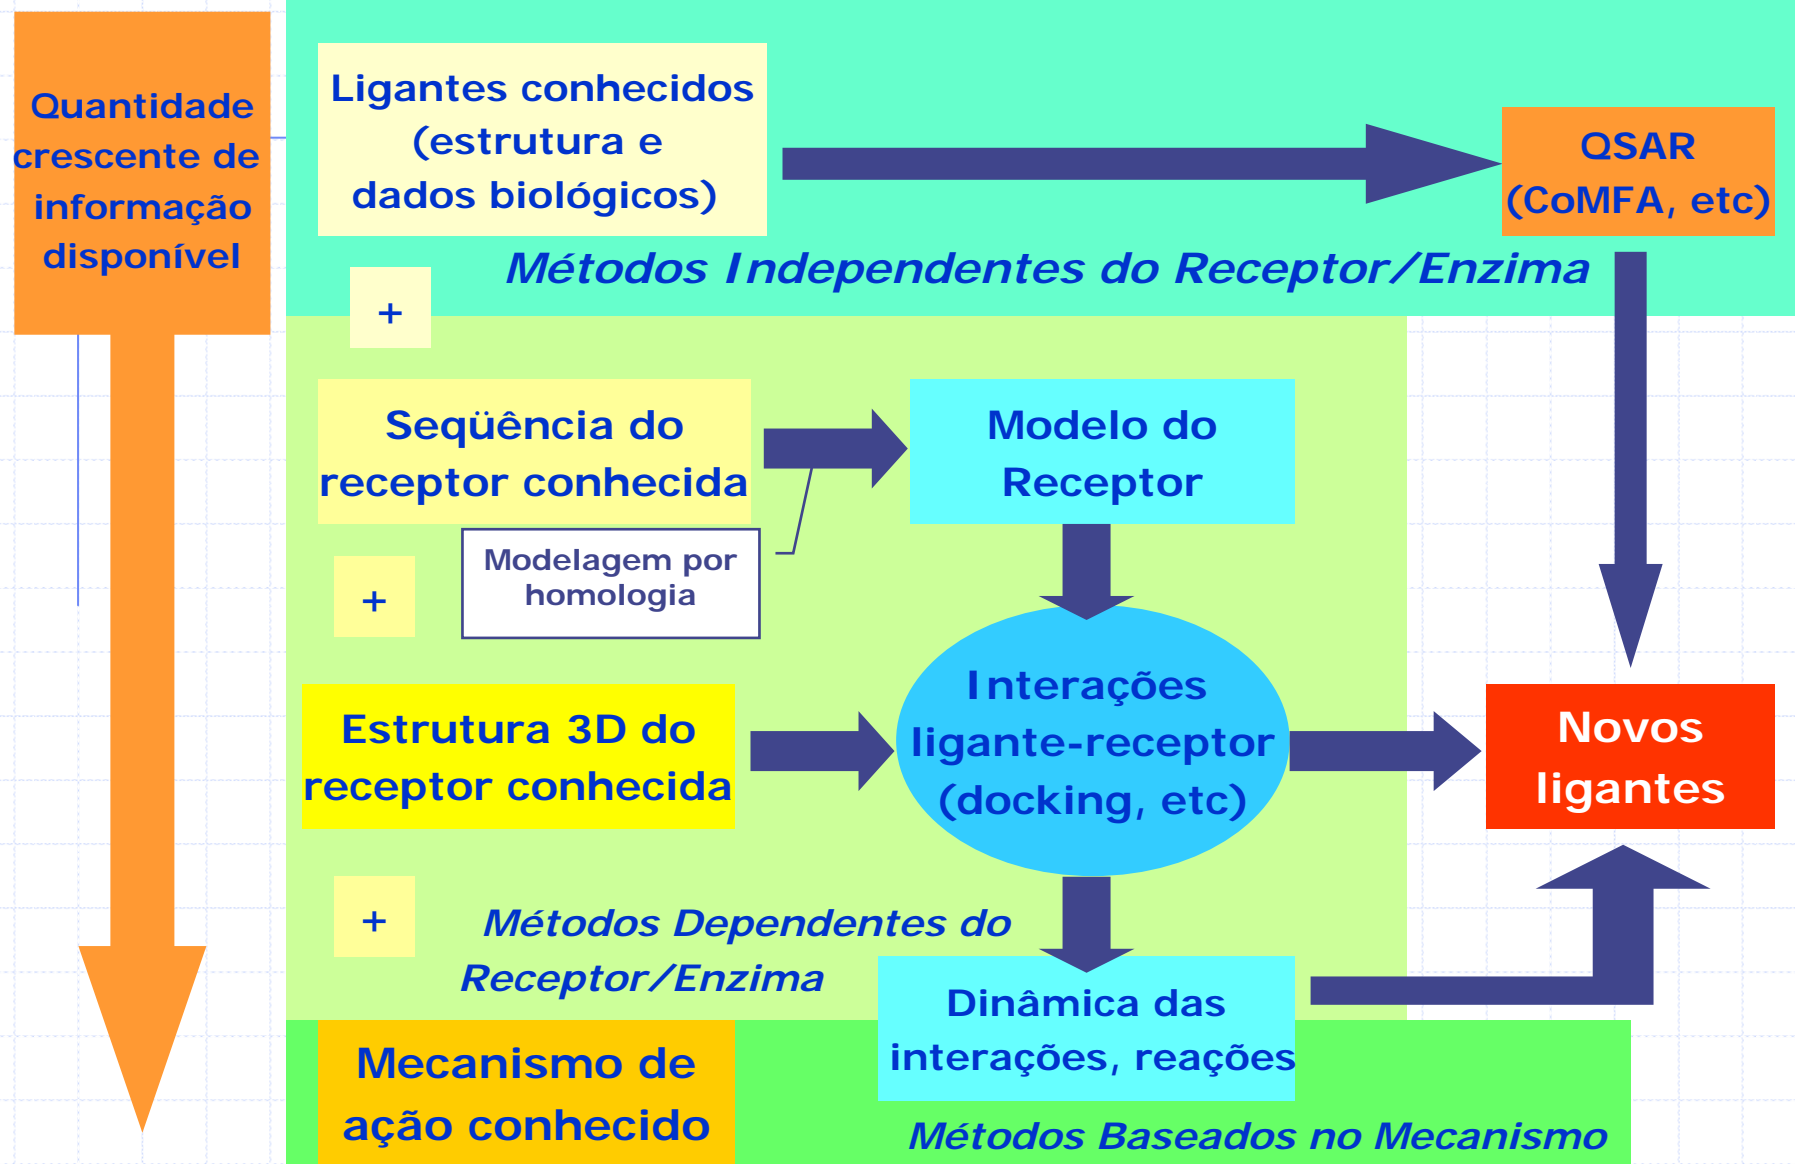 Quantidade
crescente de
informação
disponível
Ligantes conhecidos
(estrutura e
dados biológicos)
QSAR
(CoMFA, etc)
Métodos Independentes do Receptor/Enzima
+
Seqüência do
receptor conhecida
Modelo do
Receptor
Modelagem por
homologia
+
Estrutura 3D do
receptor conhecida
Interações
ligante-receptor
(docking, etc)
Novos
ligantes
+
Métodos Dependentes do
Receptor/Enzima
Dinâmica das
interações, reações
Mecanismo de
ação conhecido
Métodos Baseados no Mecanismo